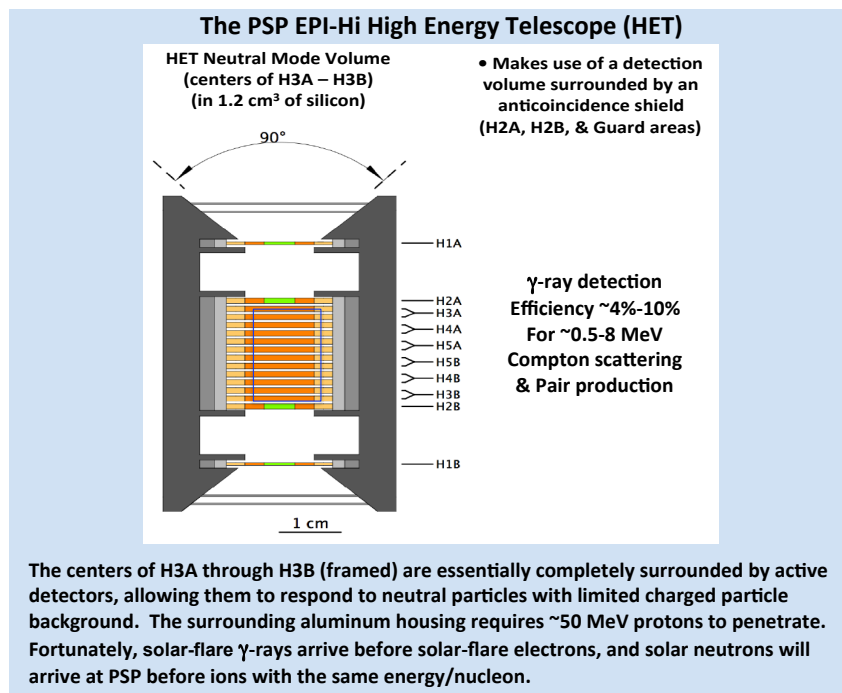 The PSP EPI-Hi High Energy Telescope (HET)
HET Neutral Mode Volume
(centers of H3A – H3B)
(in 1.2 cm³ of silicon)
• Makes use of a detection
volume surrounded by an
anticoincidence shield
(H2A, H2B, & Guard areas)
90°
H1A
H2A
H3A
H4A
H5A
H5B
H4B
H3B
H2B
H1B
1 cm
γ-ray detection
Efficiency ~4%-10%
For ~0.5-8 MeV
Compton scattering
& Pair production
The centers of H3A through H3B (framed) are essentially completely surrounded by active
detectors, allowing them to respond to neutral particles with limited charged particle
background. The surrounding aluminum housing requires ~50 MeV protons to penetrate.
Fortunately, solar-flare γ-rays arrive before solar-flare electrons, and solar neutrons will
arrive at PSP before ions with the same energy/nucleon.